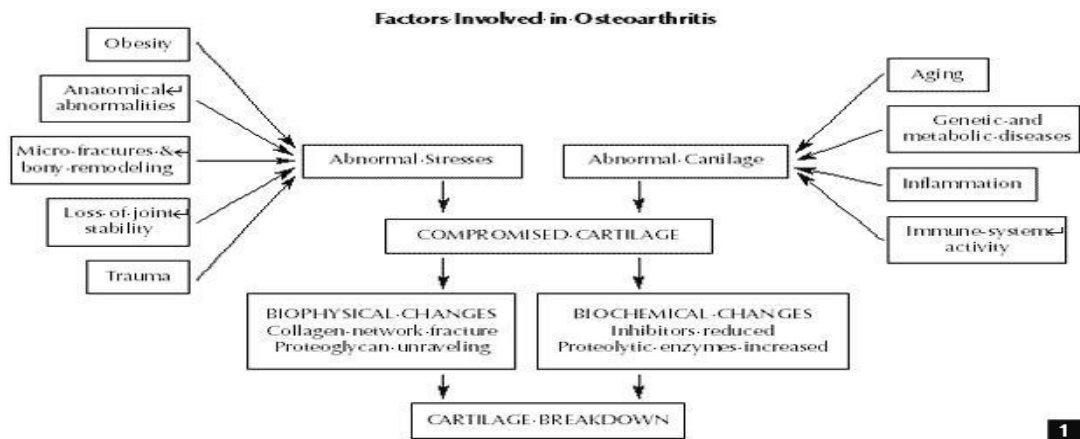 Factors Involved in Osteoarthritis
Obesity
Anatomical
abnormalities
Micro-fractures &
bony-remodeling
Loss of joint
stability
Trauma
Abnormal Stresses
Abnormal Cartilage
Aging
Genetic and
metabolic diseases
Inflammation
Immune-system
activity
COMPROMISED CARTILAGE
BIOPHYSICAL CHANGES
Collagen network fracture
Proteoglycan unraveling
BIOCHEMICAL CHANGES
Inhibitors reduced
Proteolytic enzymes increased
CARTILAGE BREAKDOWN
1